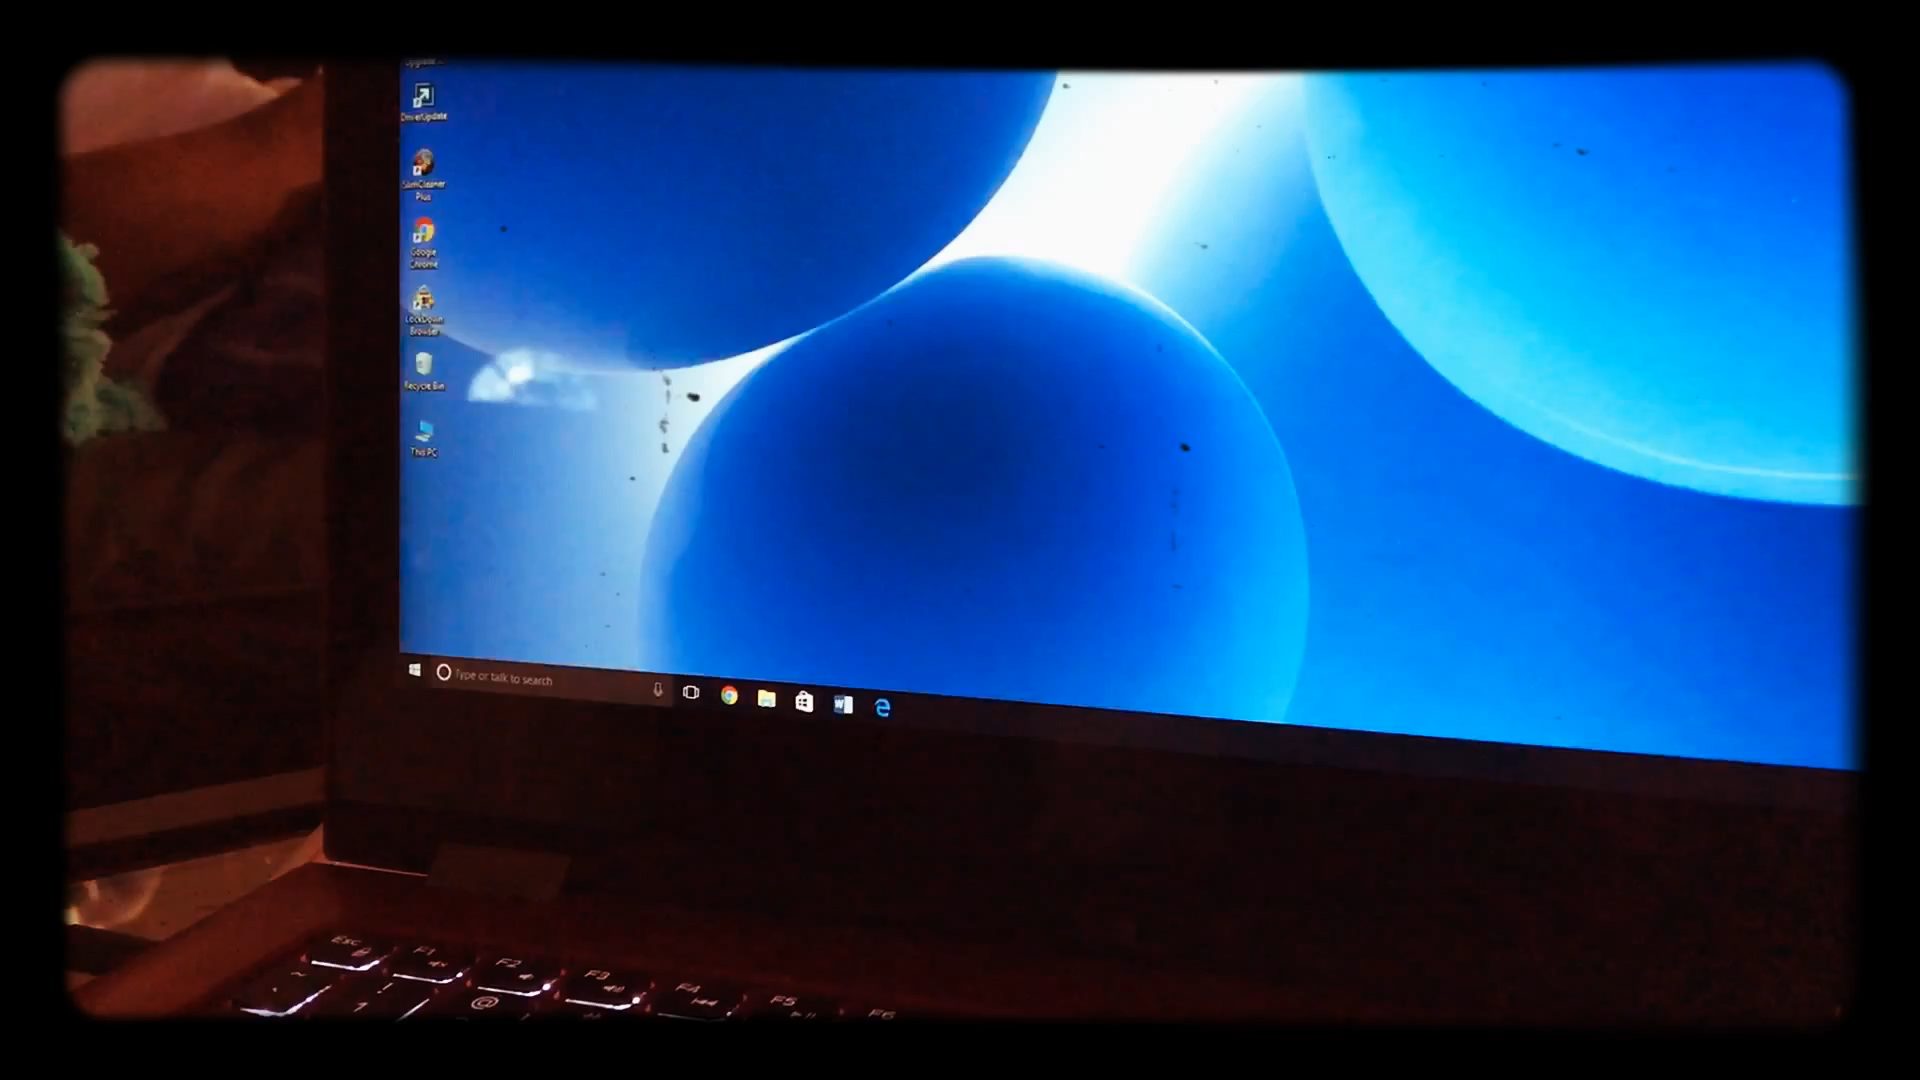 DriverUpdate
SlimCleaner
Plus
Google
Chrome
LockDown
Browser
Recycle Bin
This PC
Type or talk to search
W
Esc
F1
F2
F3
F4
F5
F6
~
!
1
@